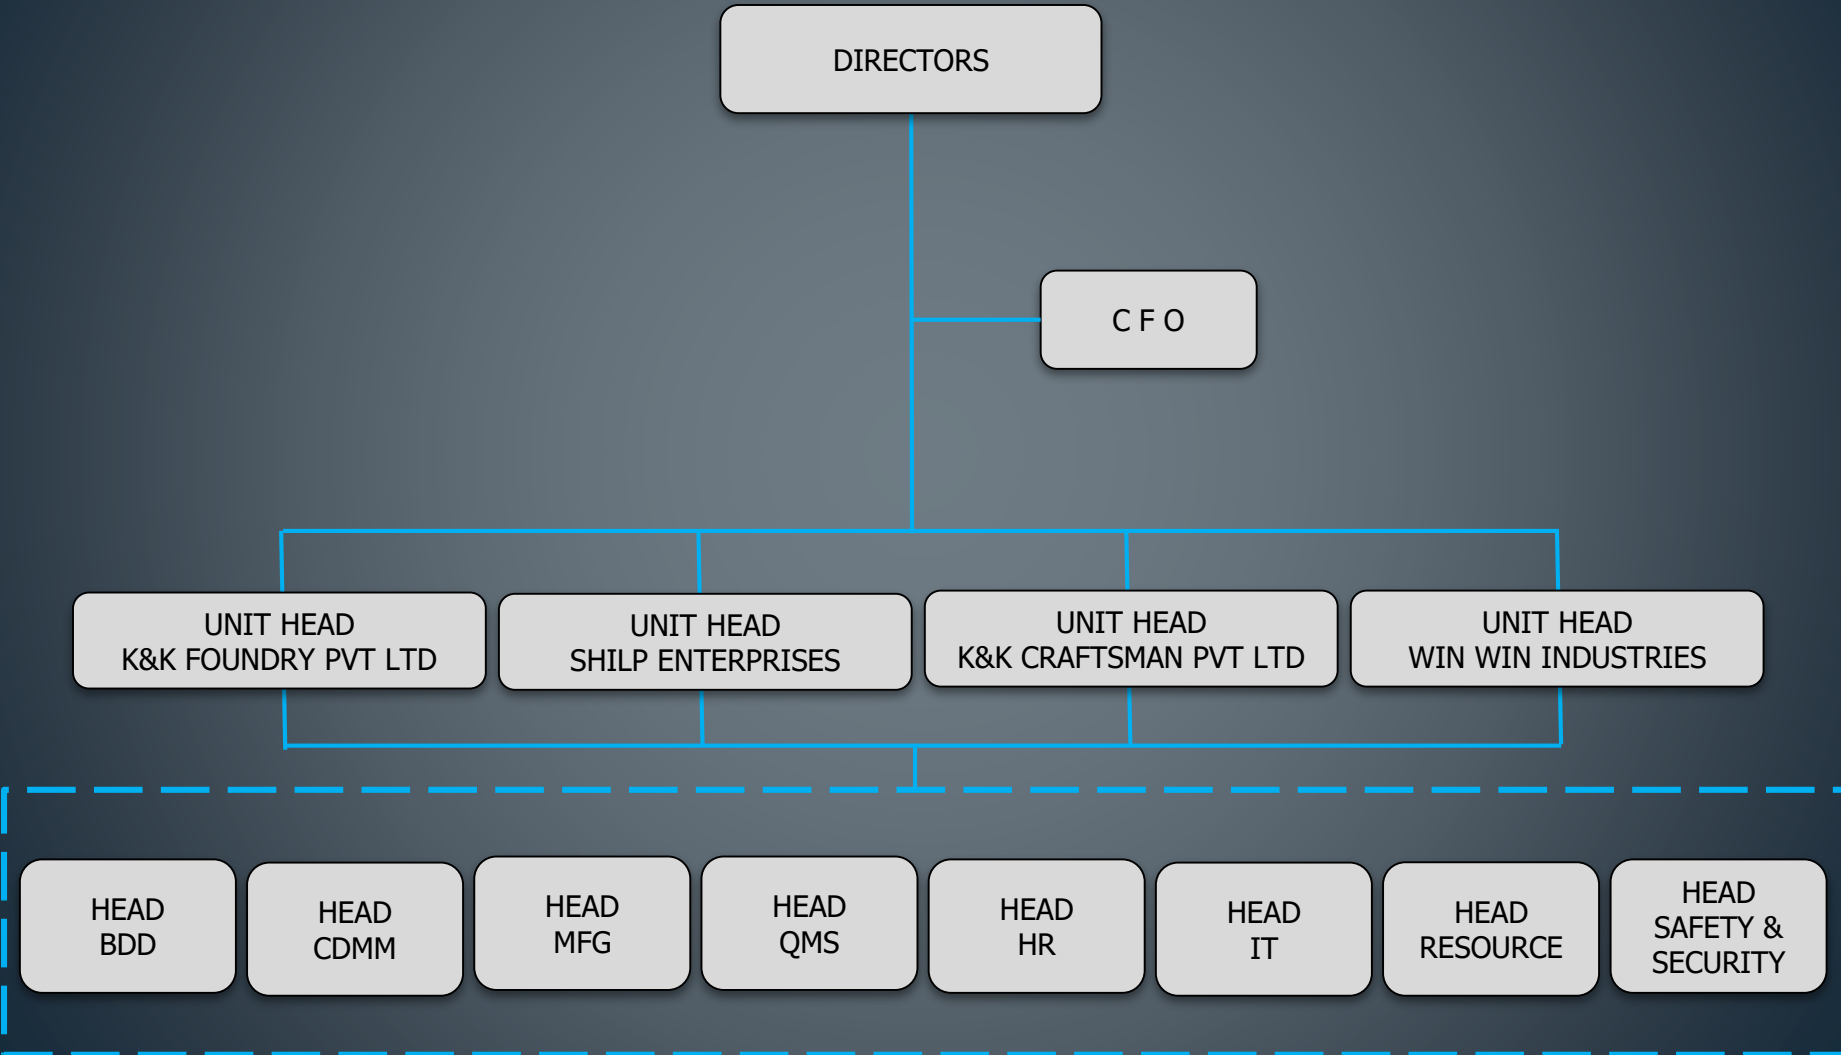 DIRECTORS
C F O
UNIT HEAD
K&K FOUNDRY PVT LTD
UNIT HEAD
SHILP ENTERPRISES
UNIT HEAD
K&K CRAFTSMAN PVT LTD
UNIT HEAD
WIN WIN INDUSTRIES
HEAD
BDD
HEAD
CDMM
HEAD
MFG
HEAD
QMS
HEAD
HR
HEAD
IT
HEAD
RESOURCE
HEAD
SAFETY &
SECURITY